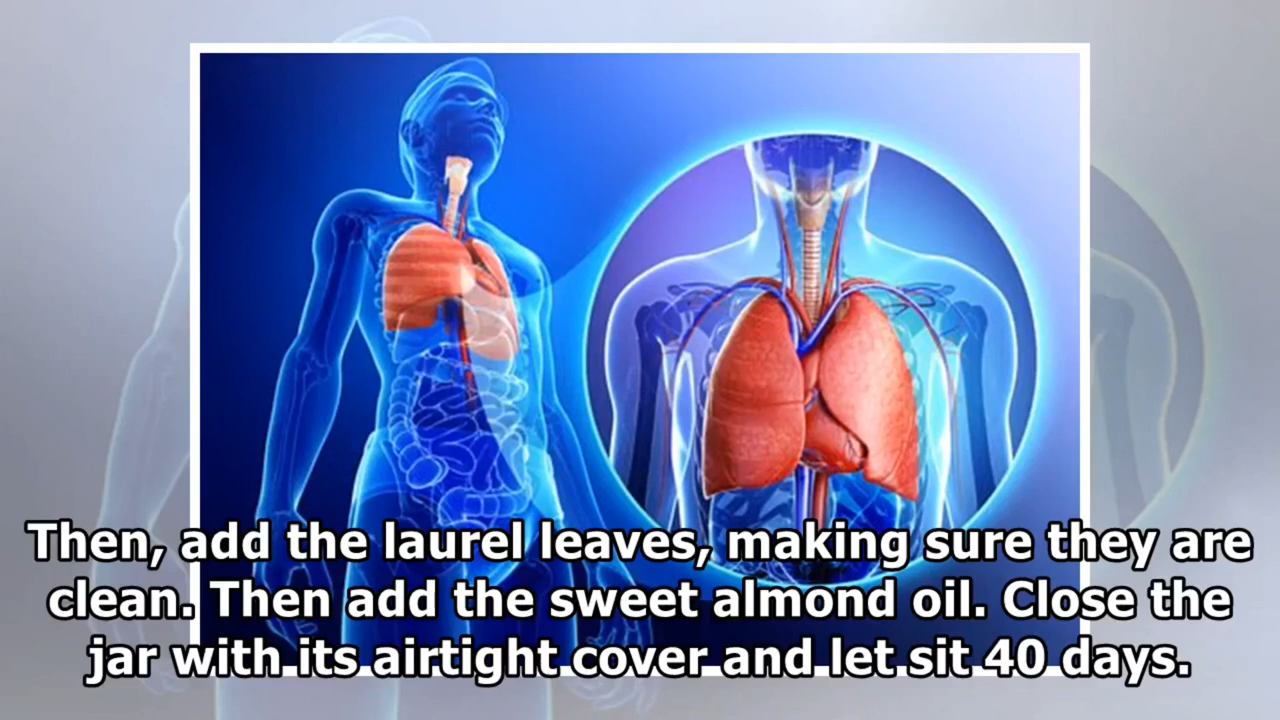 Then, add the laurel leaves, making sure they are
clean. Then add the sweet almond oil. Close the
jar with its airtight cover and let sit 40 days.